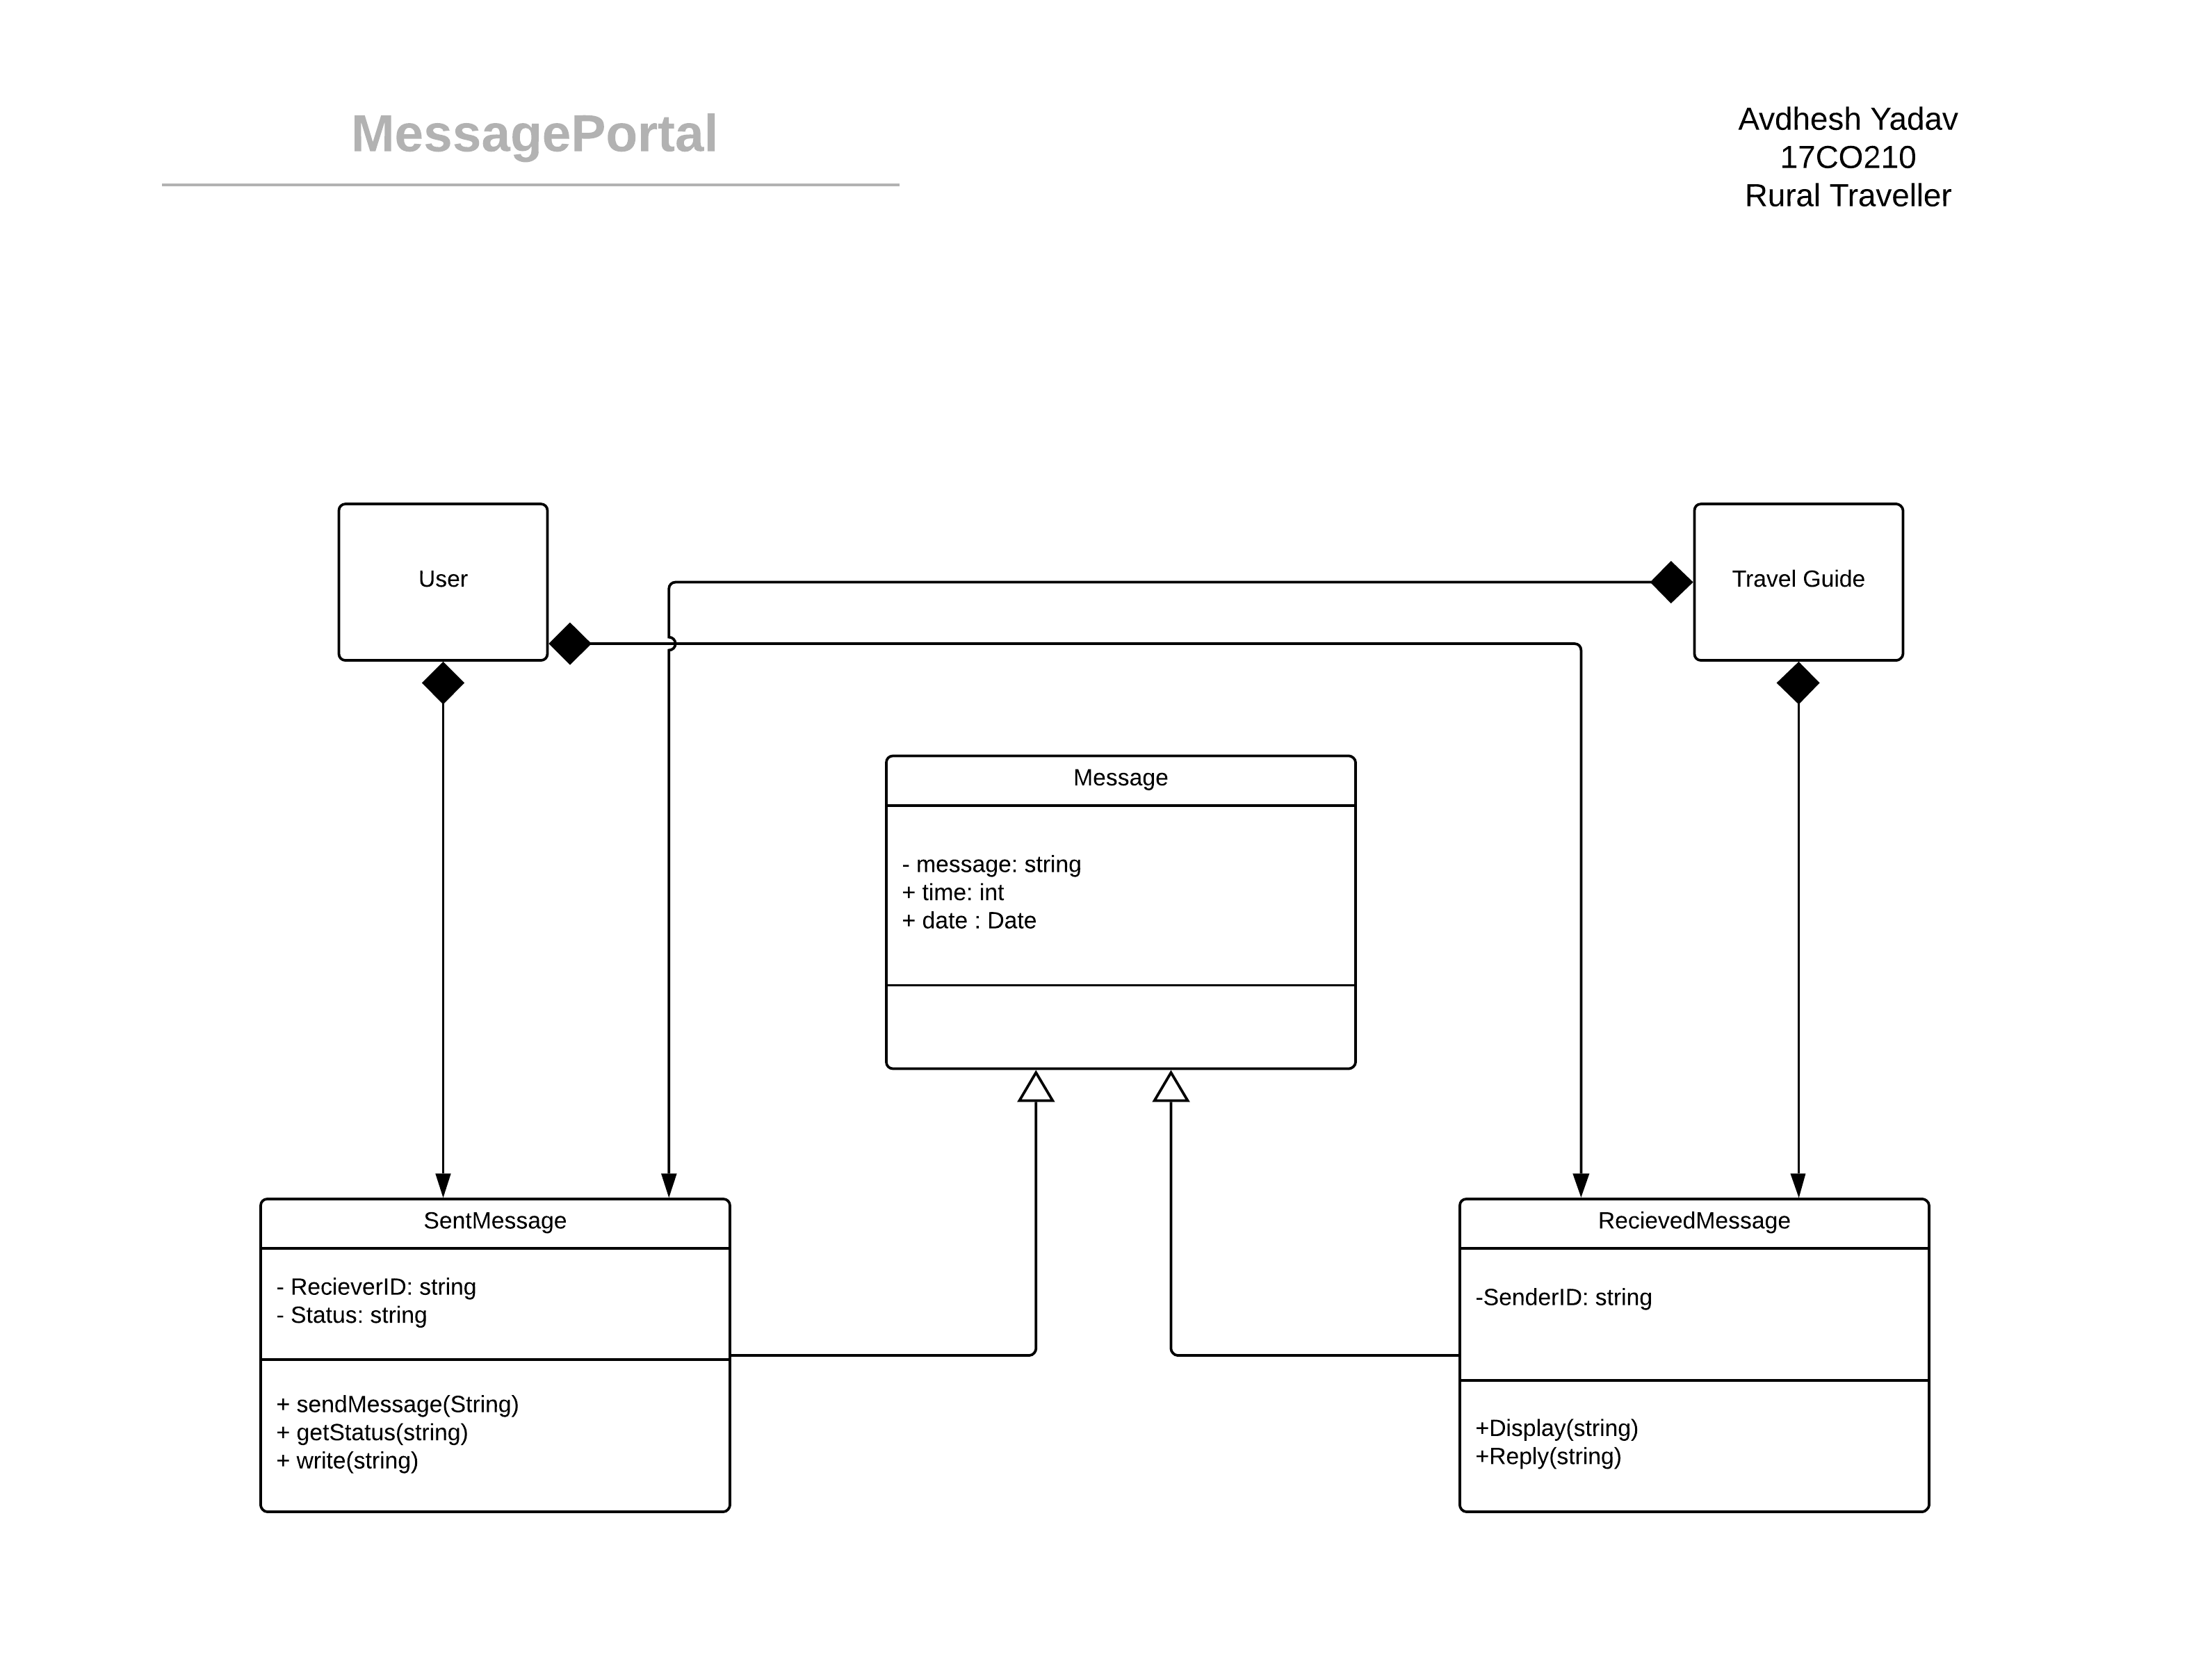 MessagePortal
Avdhesh Yadav
17CO210
Rural Traveller
User
Travel Guide
Message
- message: string
+ time: int
+ date : Date
SentMessage
- RecieverID: string
- Status: string
+ sendMessage(String)
+ getStatus(string)
+ write(string)
RecievedMessage
-SenderID: string
+Display(string)
+Reply(string)